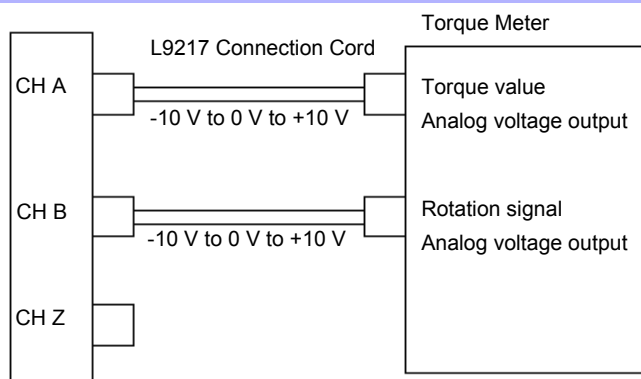 Torque Meter
L9217 Connection Cord
CH A
Torque value
-10 V to 0 V to +10 V
Analog voltage output
CH B
Rotation signal
-10 V to 0 V to +10 V
Analog voltage output
CH Z